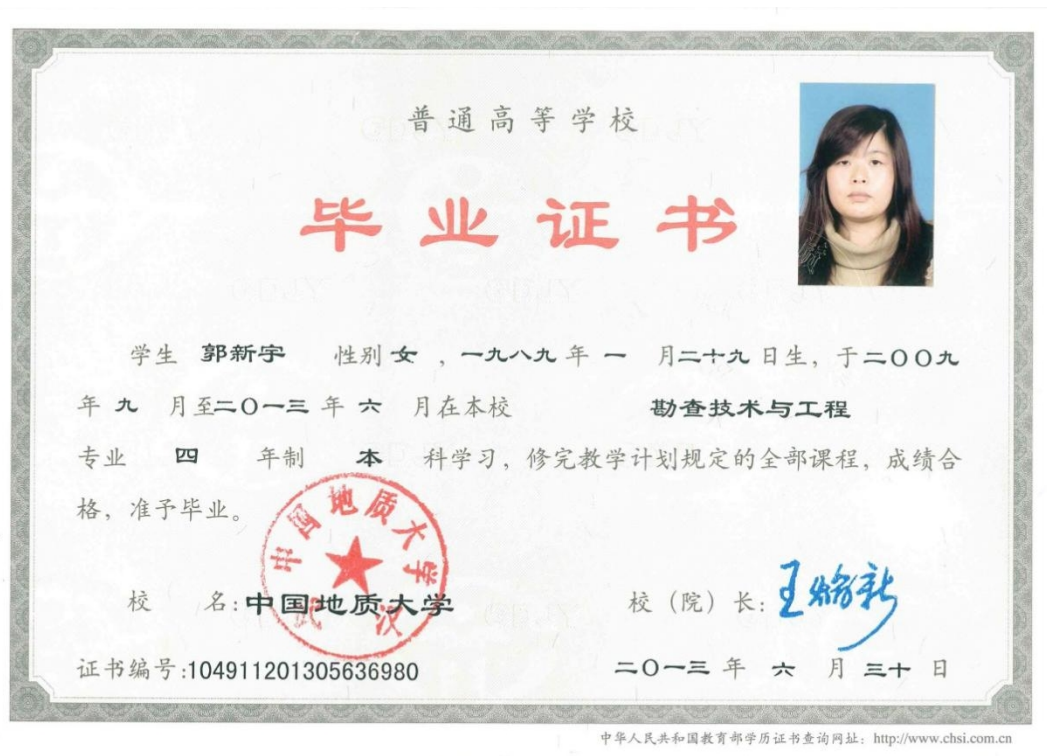 普通高等学校
毕业证书
学生 郭新宇 性别 女 ，一九八九 年 一 月 二十九 日生，于 二〇〇九
年 九 月至 二〇一三 年 六 月在本校 勘查技术与工程
专业 四 年制 本 科学习，修完教学计划规定的全部课程，成绩合
格，准予毕业。
中国地质大学
武汉
校 名：中国地质大学 校（院）长：王焰新
证书编号：104911201305636980 二〇一三 年 六 月 三十 日
中华人民共和国教育部学历证书查询网址：http://www.chsi.com.cn